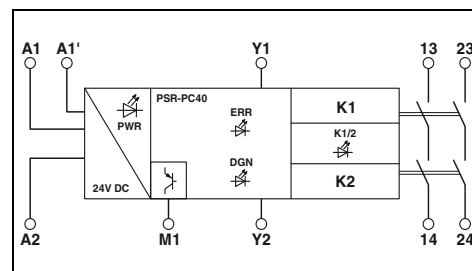 A1 A1' Y1 13 23
PSR-PC40
PWR
ERR
K1
K1/2
DGN
24V DC
K2
A2 M1 Y2 14 24